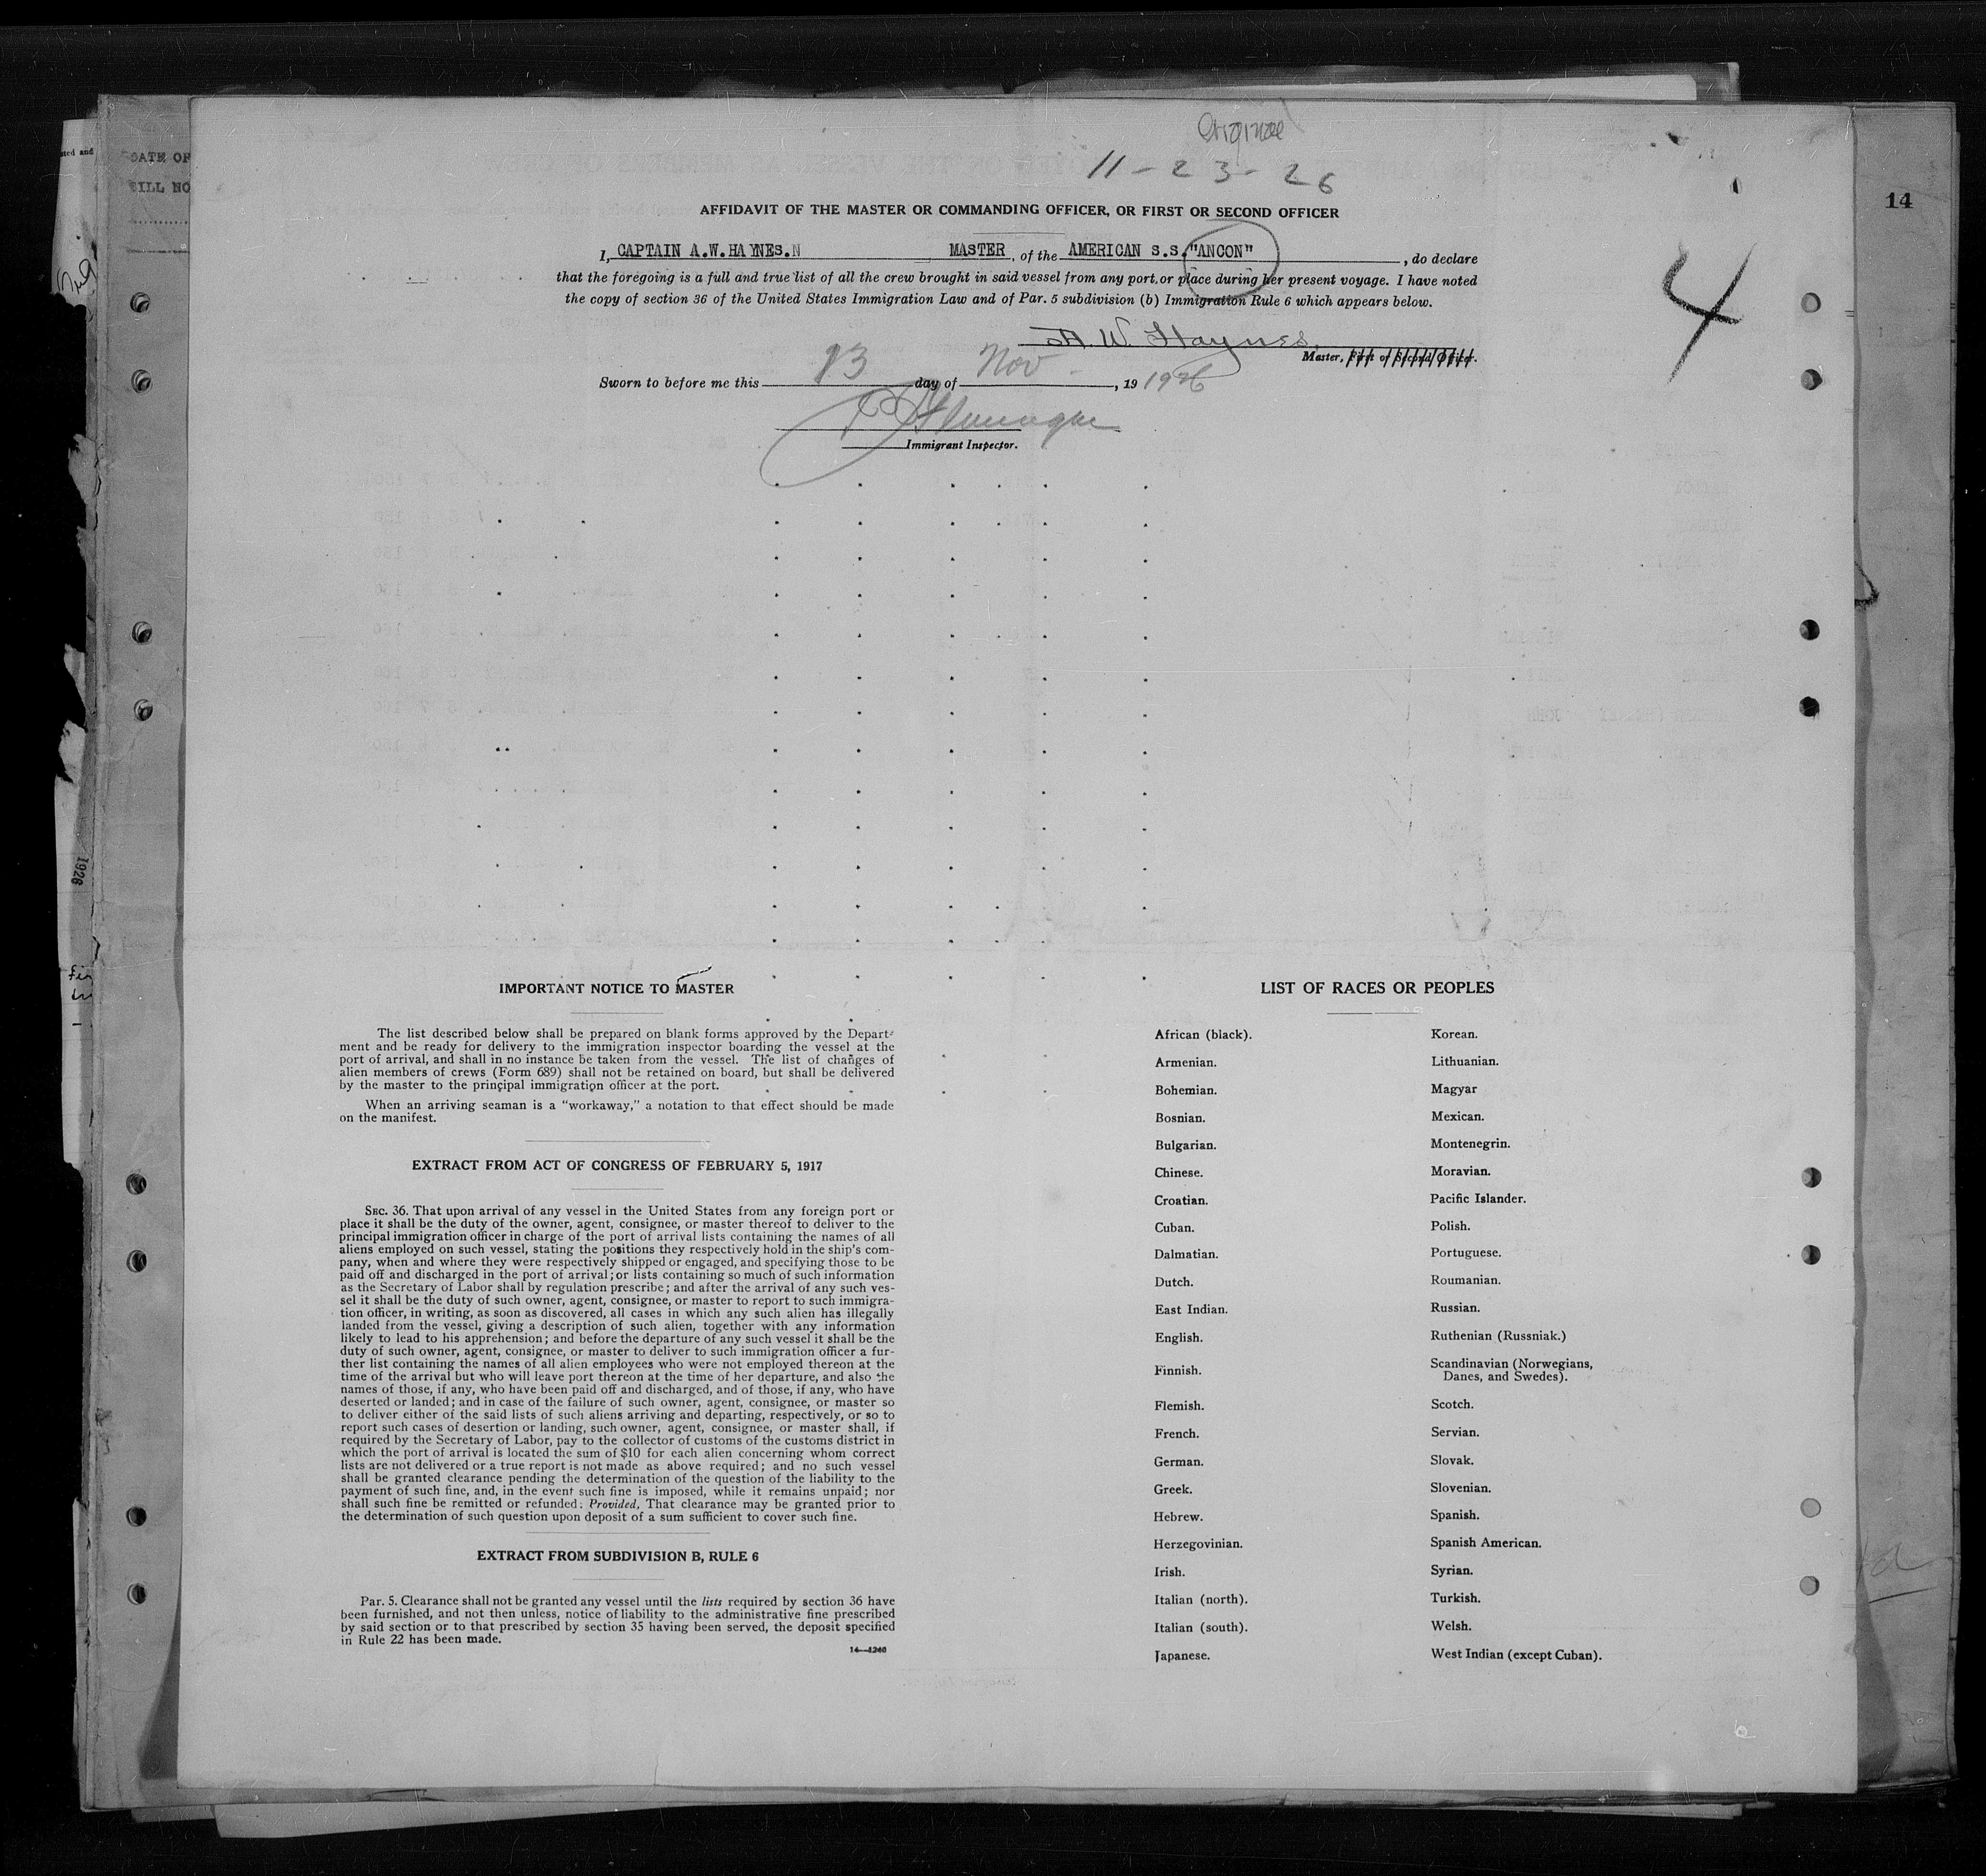 Original
11-23-26
14
DATE OF
BILL NO
sted and
AFFIDAVIT OF THE MASTER OR COMMANDING OFFICER, OR FIRST OR SECOND OFFICER
I, CAPTAIN A.W.HAYNES.N MASTER, of the AMERICAN S.S."ANCON", do declare
that the foregoing is a full and true list of all the crew brought in said vessel from any port or place during her present voyage. I have noted
the copy of section 36 of the United States Immigration Law and of Par. 5 subdivision (b) Immigration Rule 6 which appears below.
4
A. W. Haynes
Master, First or Second Officer.
Sworn to before me this 23 day of Nov, 19 1926
Immigrant Inspector.
1926
IMPORTANT NOTICE TO MASTER
The list described below shall be prepared on blank forms approved by the Depart-
ment and be ready for delivery to the immigration inspector boarding the vessel at the
port of arrival, and shall in no instance be taken from the vessel. The list of changes of
alien members of crews (Form 689) shall not be retained on board, but shall be delivered
by the master to the principal immigration officer at the port.
When an arriving seaman is a "workaway," a notation to that effect should be made
on the manifest.
EXTRACT FROM ACT OF CONGRESS OF FEBRUARY 5, 1917
SEC. 36. That upon arrival of any vessel in the United States from any foreign port or
place it shall be the duty of the owner, agent, consignee, or master thereof to deliver to the
principal immigration officer in charge of the port of arrival lists containing the names of all
aliens employed on such vessel, stating the positions they respectively hold in the ship's com-
pany, when and where they were respectively shipped or engaged, and specifying those to be
paid off and discharged in the port of arrival; or lists containing so much of such information
as the Secretary of Labor shall by regulation prescribe; and after the arrival of any such ves-
sel it shall be the duty of such owner, agent, consignee, or master to report to such immigra-
tion officer, in writing, as soon as discovered, all cases in which any such alien has illegally
landed from the vessel, giving a description of such alien, together with any information
likely to lead to his apprehension; and before the departure of any such vessel it shall be the
duty of such owner, agent, consignee, or master to deliver to such immigration officer a fur-
ther list containing the names of all alien employees who were not employed thereon at the
time of the arrival but who will leave port thereon at the time of her departure, and also the
names of those, if any, who have been paid off and discharged, and of those, if any, who have
deserted or landed; and in case of the failure of such owner, agent, consignee, or master so
to deliver either of the said lists of such aliens arriving and departing, respectively, or so to
report such cases of desertion or landing, such owner, agent, consignee, or master shall, if
required by the Secretary of Labor, pay to the collector of customs of the customs district in
which the port of arrival is located the sum of $10 for each alien concerning whom correct
lists are not delivered or a true report is not made as above required; and no such vessel
shall be granted clearance pending the determination of the question of the liability to the
payment of such fine, and, in the event such fine is imposed, while it remains unpaid; nor
shall such fine be remitted or refunded: Provided, That clearance may be granted prior to
the determination of such question upon deposit of a sum sufficient to cover such fine.
EXTRACT FROM SUBDIVISION B, RULE 6
Par. 5. Clearance shall not be granted any vessel until the lists required by section 36 have
been furnished, and not then unless, notice of liability to the administrative fine prescribed
by said section or to that prescribed by section 35 having been served, the deposit specified
in Rule 22 has been made.
14—1240
LIST OF RACES OR PEOPLES
African (black).
Armenian.
Bohemian.
Bosnian.
Bulgarian.
Chinese.
Croatian.
Cuban.
Dalmatian.
Dutch.
East Indian.
English.
Finnish.
Flemish.
French.
German.
Greek.
Hebrew.
Herzegovinian.
Irish.
Italian (north).
Italian (south).
Japanese.
Korean.
Lithuanian.
Magyar
Mexican.
Montenegrin.
Moravian.
Pacific Islander.
Polish.
Portuguese.
Roumanian.
Russian.
Ruthenian (Russniak.)
Scandinavian (Norwegians,
Danes, and Swedes).
Scotch.
Servian.
Slovak.
Slovenian.
Spanish.
Spanish American.
Syrian.
Turkish.
Welsh.
West Indian (except Cuban).